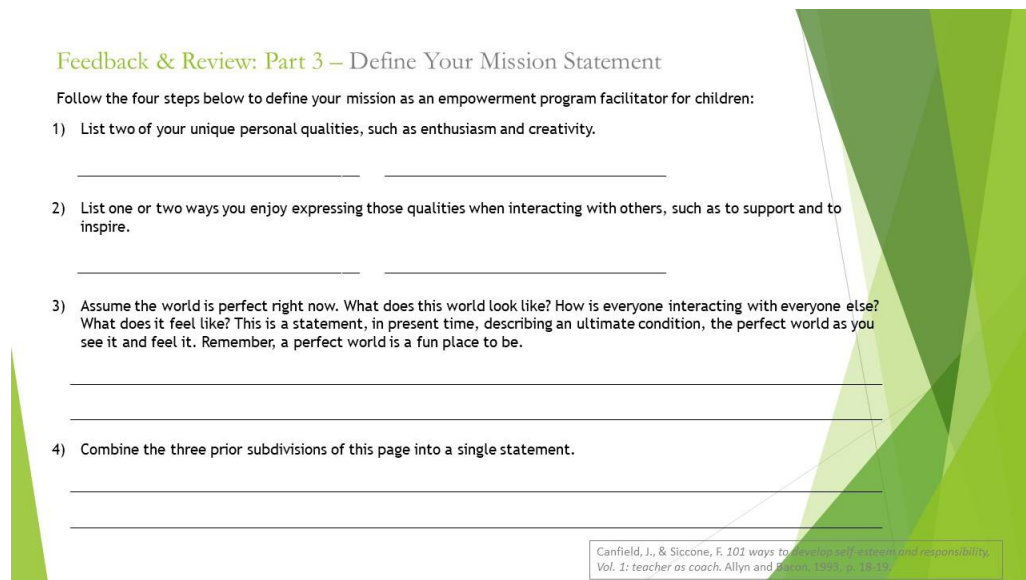 Feedback & Review: Part 3 – Define Your Mission Statement
Follow the four steps below to define your mission as an empowerment program facilitator for children:
1) List two of your unique personal qualities, such as enthusiasm and creativity.
2) List one or two ways you enjoy expressing those qualities when interacting with others, such as to support and to
inspire.
3) Assume the world is perfect right now. What does this world look like? How is everyone interacting with everyone else?
What does it feel like? This is a statement, in present time, describing an ultimate condition, the perfect world as you
see it and feel it. Remember, a perfect world is a fun place to be.
4) Combine the three prior subdivisions of this page into a single statement.
Canfield, J., & Siccone, F. 101 ways to develop self-esteem and responsibility,
Vol. 1: teacher as coach. Allyn and Bacon, 1993, p. 18-19.